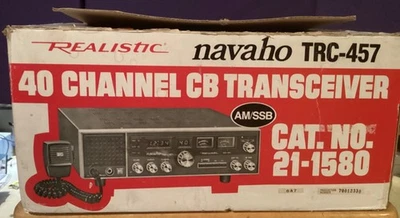 REALISTIC
navaho TRC-457
40 CHANNEL CB TRANSCEIVER
AM/SSB
CAT. NO.
21-1580